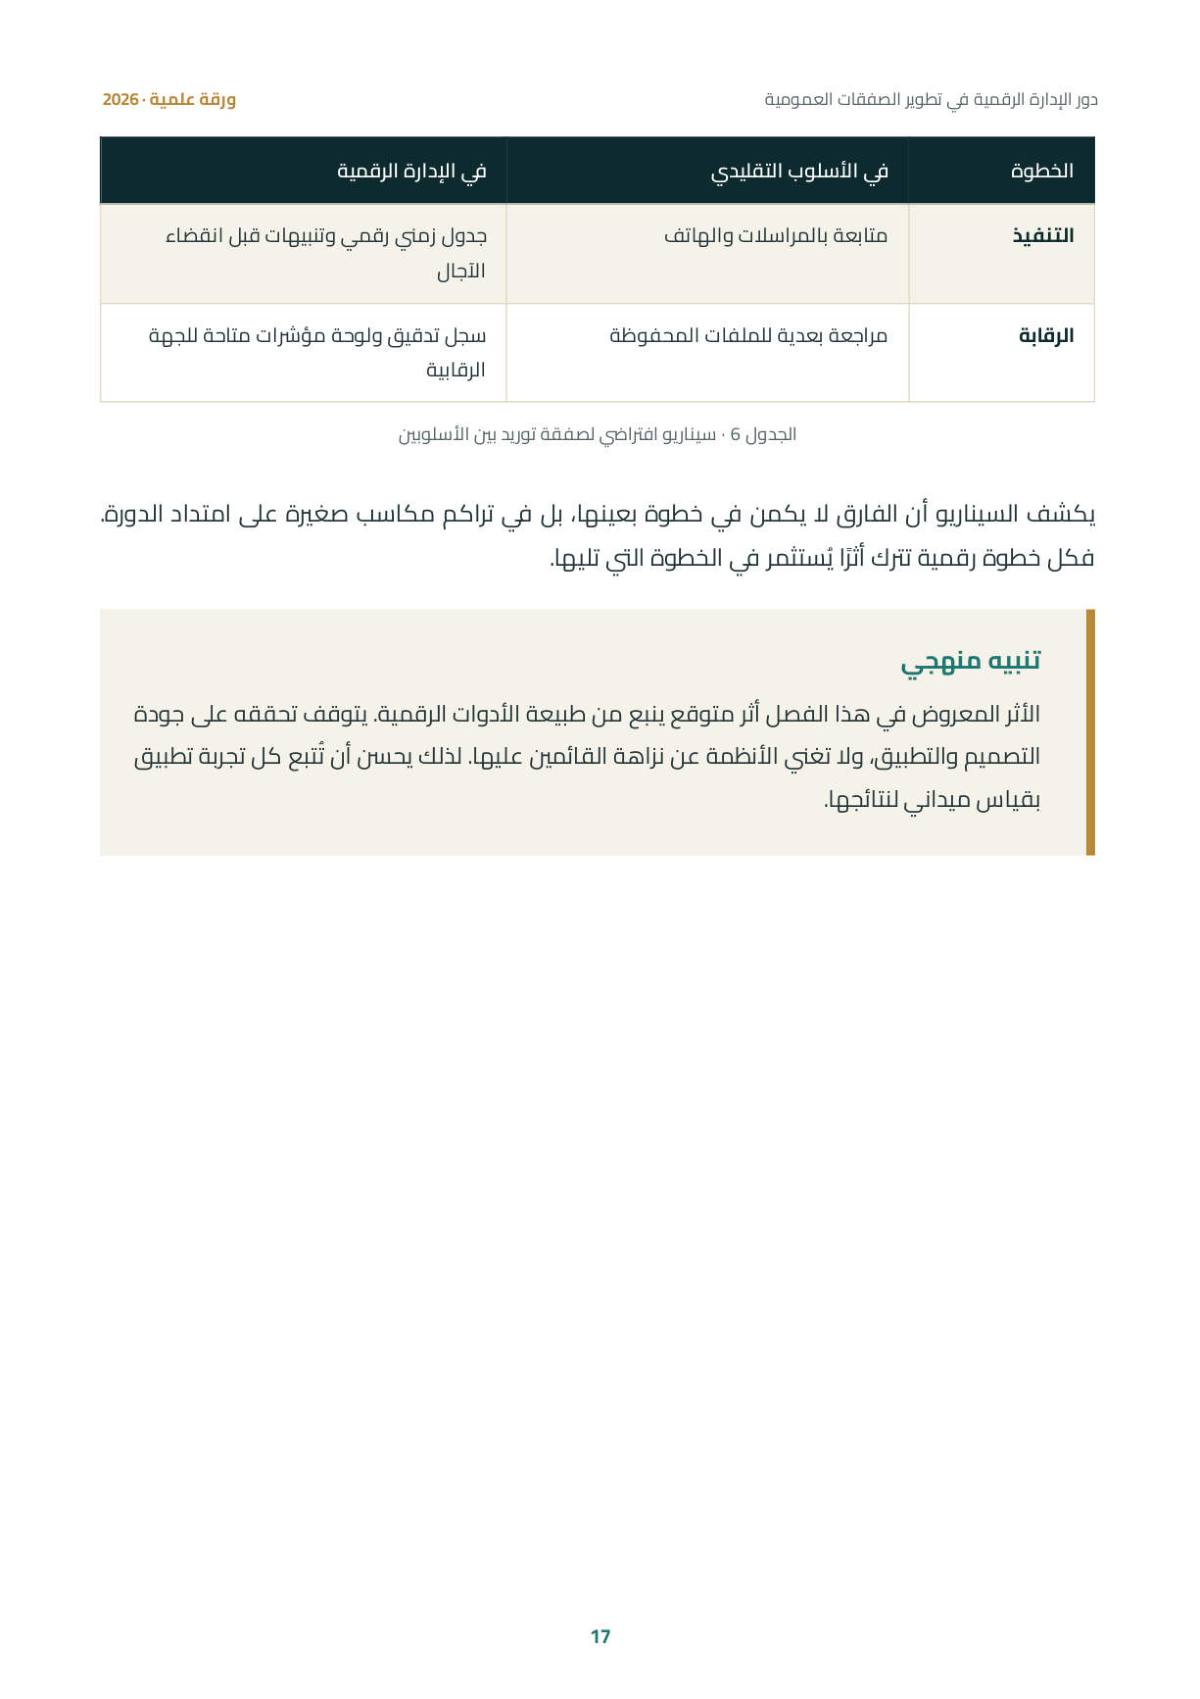 دور الإدارة الرقمية في تطوير الصفقات العمومية
ورقة علمية · 2026
الخطوة
في الأسلوب التقليدي
في الإدارة الرقمية
التنفيذ
متابعة بالمراسلات والهاتف
جدول زمني رقمي وتنبيهات قبل انقضاء
الآجال
الرقابة
مراجعة بعدية للملفات المحفوظة
سجل تدقيق ولوحة مؤشرات متاحة للجهة
الرقابية
الجدول 6 · سيناريو افتراضي لصفقة توريد بين الأسلوبين
يكشف السيناريو أن الفارق لا يكمن في خطوة بعينها، بل في تراكم مكاسب صغيرة على امتداد الدورة.
فكل خطوة رقمية تترك أثرًا يُستثمر في الخطوة التي تليها.
تنبيه منهجي
الأثر المعروض في هذا الفصل أثر متوقع ينبع من طبيعة الأدوات الرقمية. يتوقف تحققه على جودة
التصميم والتطبيق، ولا تغني الأنظمة عن نزاهة القائمين عليها. لذلك يحسن أن تُتبع كل تجربة تطبيق
بقياس ميداني لنتائجها.
17